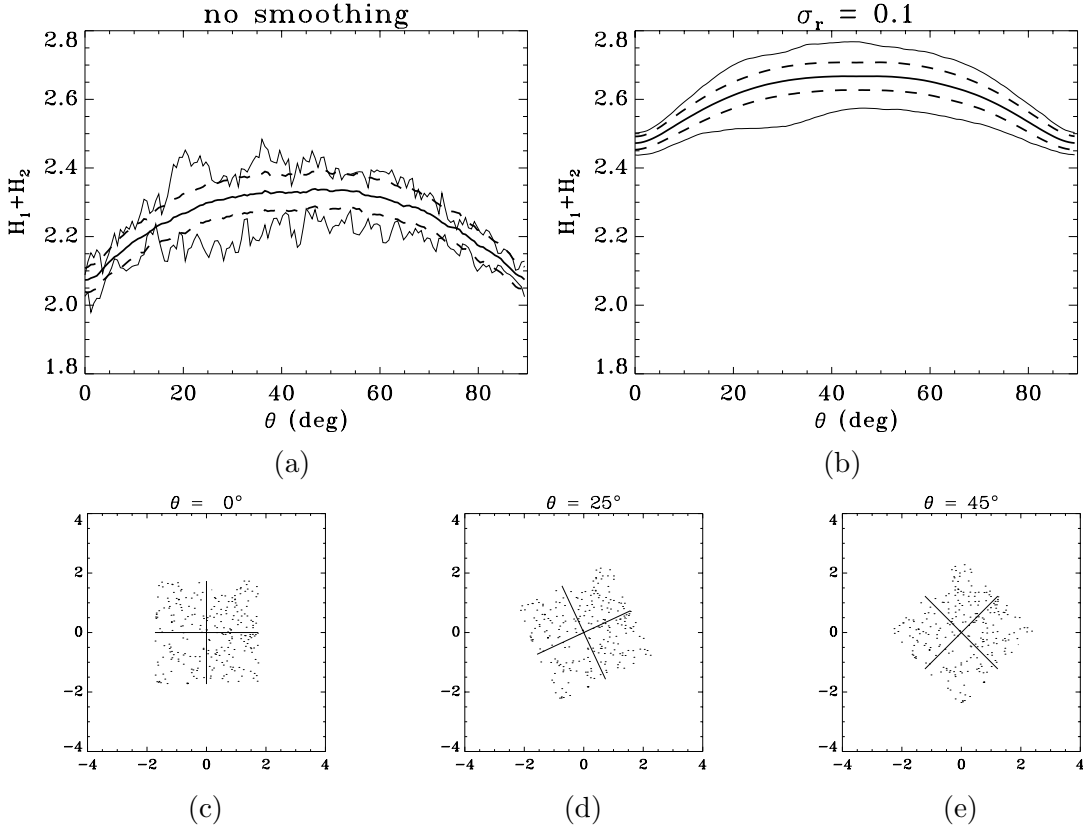 no smoothing
σr = 0.1
2.8
2.6
2.4
2.2
2.0
1.8
H1+H2
0 20 40 60 80
θ (deg)
(a)
2.8
2.6
2.4
2.2
2.0
1.8
H1+H2
0 20 40 60 80
θ (deg)
(b)
θ = 0°
4
2
0
−2
−4
−4 −2 0 2 4
(c)
θ = 25°
4
2
0
−2
−4
−4 −2 0 2 4
(d)
θ = 45°
4
2
0
−2
−4
−4 −2 0 2 4
(e)